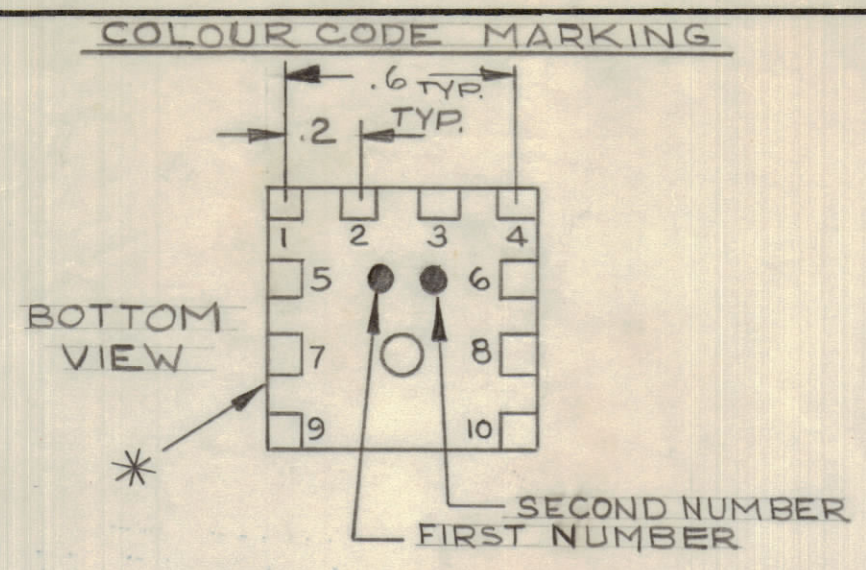 COLOUR CODE MARKING
.6 TYP.
.2 TYP.
1 2 3 4
5 6
BOTTOM
VIEW
7 8
9 10
*
SECOND NUMBER
FIRST NUMBER